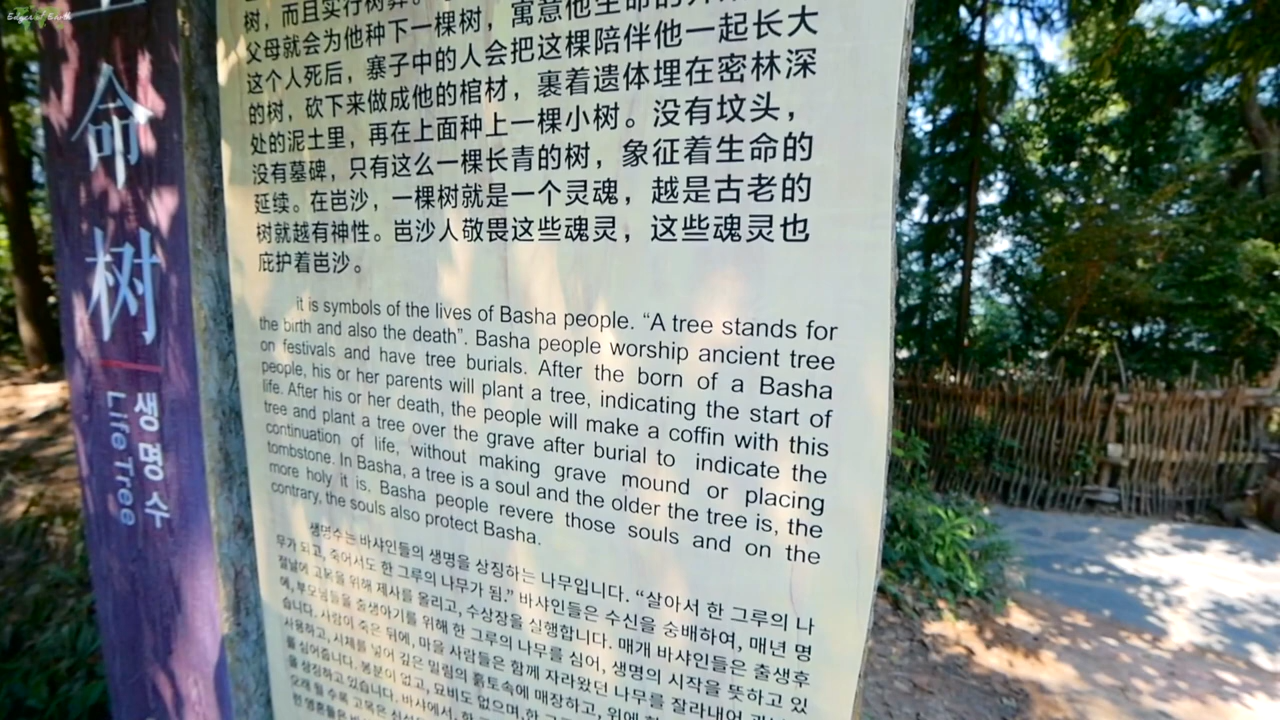 Edges of Earth
命
树
생명수
Life Tree
树，而且实行树葬。
父母就会为他种下一棵树，寓意他生命的
这个人死后，寨子中的人会把这棵陪伴他一起长大
的树，砍下来做成他的棺材，裹着遗体埋在密林深
处的泥土里，再在上面种上一棵小树。没有坟头，
没有墓碑，只有这么一棵长青的树，象征着生命的
延续。在岜沙，一棵树就是一个灵魂，越是古老的
树就越有神性。岜沙人敬畏这些魂灵，这些魂灵也
庇护着岜沙。
it is symbols of the lives of Basha people. “A tree stands for
the birth and also the death”. Basha people worship ancient tree
on festivals and have tree burials. After the born of a Basha
people, his or her parents will plant a tree, indicating the start of
life. After his or her death, the people will make a coffin with this
tree and plant a tree over the grave after burial to indicate the
continuation of life, without making grave mound or placing
tombstone. In Basha, a tree is a soul and the older the tree is, the
more holy it is. Basha people revere those souls and on the
contrary, the souls also protect Basha.
생명수는 바샤인들의 생명을 상징하는 나무입니다. “살아서 한 그루의 나
무가 되고, 죽어서도 한 그루의 나무가 됨.” 바샤인들은 수신을 숭배하여, 매년 명
절날에 고목을 위해 제사를 올리고, 수상장을 실행합니다. 매개 바샤인들은 출생후
에, 부모님들을 출생아기를 위해 한 그루의 나무를 심어, 생명의 시작을 뜻하고 있
습니다. 사람이 죽은 뒤에, 마을 사람들은 함께 자라왔던 나무를 잘라내어
사용하고, 시체를 넣어 깊은 밀림의 흙토속에 매장하고, 위에
를 심어줍니다. 봉분이 없고, 묘비도 없으며, 한
를 상징하고 있습니다. 바샤에서, 한
오래 될 수록 고목은